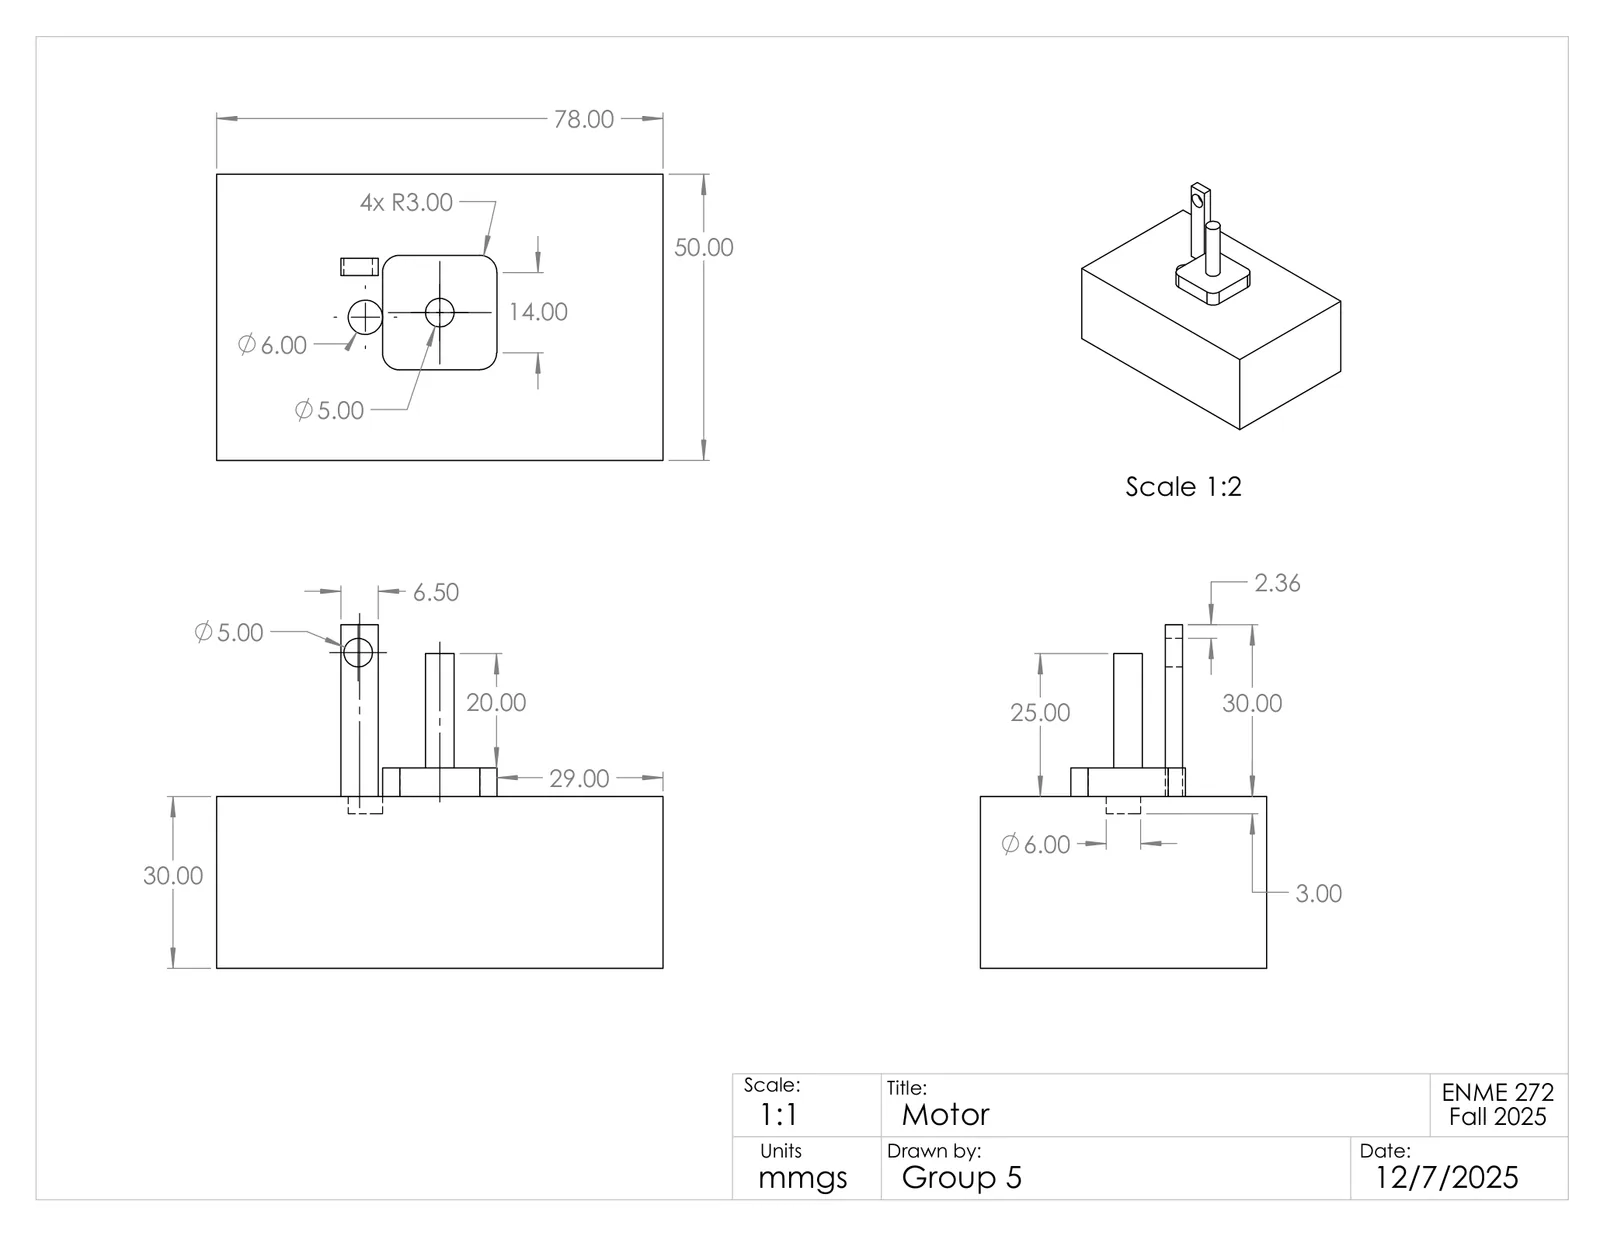 78.00
4x R3.00
50.00
14.00
∅6.00
∅5.00
Scale 1:2
6.50
∅5.00
20.00
29.00
30.00
2.36
25.00
30.00
∅6.00
3.00
Scale:
1:1
Title:
Motor
ENME 272
Fall 2025
Units
mmgs
Drawn by:
Group 5
Date:
12/7/2025